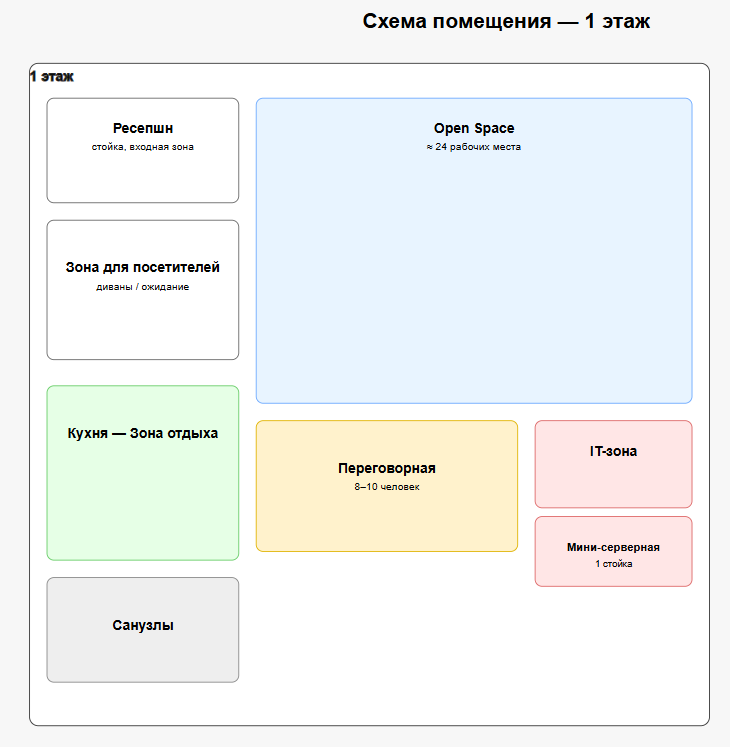 Схема помещения — 1 этаж
1 этаж
Ресепшн
стойка, входная зона
Open Space
≈ 24 рабочих места
Зона для посетителей
диваны / ожидание
Кухня — Зона отдыха
Переговорная
8–10 человек
IT-зона
Мини-серверная
1 стойка
Санузлы